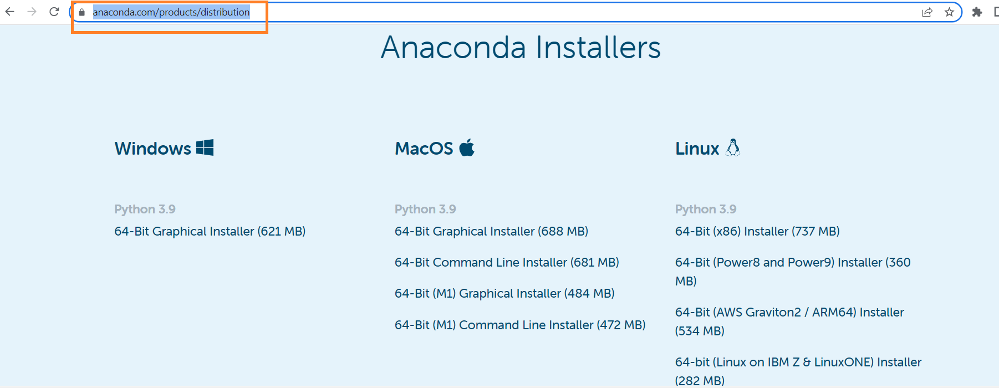 anaconda.com/products/distribution
Anaconda Installers
Windows
Python 3.9
64-Bit Graphical Installer (621 MB)
MacOS
Python 3.9
64-Bit Graphical Installer (688 MB)
64-Bit Command Line Installer (681 MB)
64-Bit (M1) Graphical Installer (484 MB)
64-Bit (M1) Command Line Installer (472 MB)
Linux
Python 3.9
64-Bit (x86) Installer (737 MB)
64-Bit (Power8 and Power9) Installer (360
MB)
64-Bit (AWS Graviton2 / ARM64) Installer
(534 MB)
64-bit (Linux on IBM Z & LinuxONE) Installer
(282 MB)